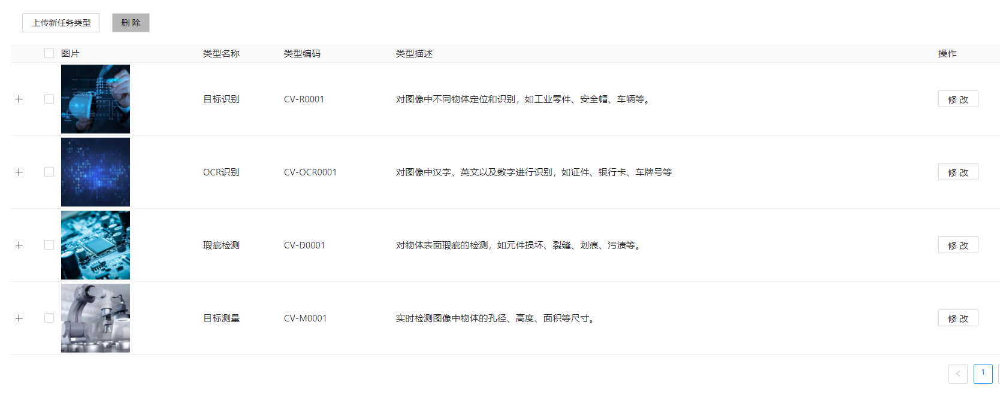 上传新任务类型 删 除
图片 类型名称 类型编码 类型描述 操作
目标识别 CV-R0001 对图像中不同物体定位和识别，如工业零件、安全帽、车辆等。 修 改
OCR识别 CV-OCR0001 对图像中汉字、英文以及数字进行识别，如证件、银行卡、车牌号等 修 改
瑕疵检测 CV-D0001 对物体表面瑕疵的检测，如元件损坏、裂缝、划痕、污渍等。 修 改
目标测量 CV-M0001 实时检测图像中物体的孔径、高度、面积等尺寸。 修 改
< 1